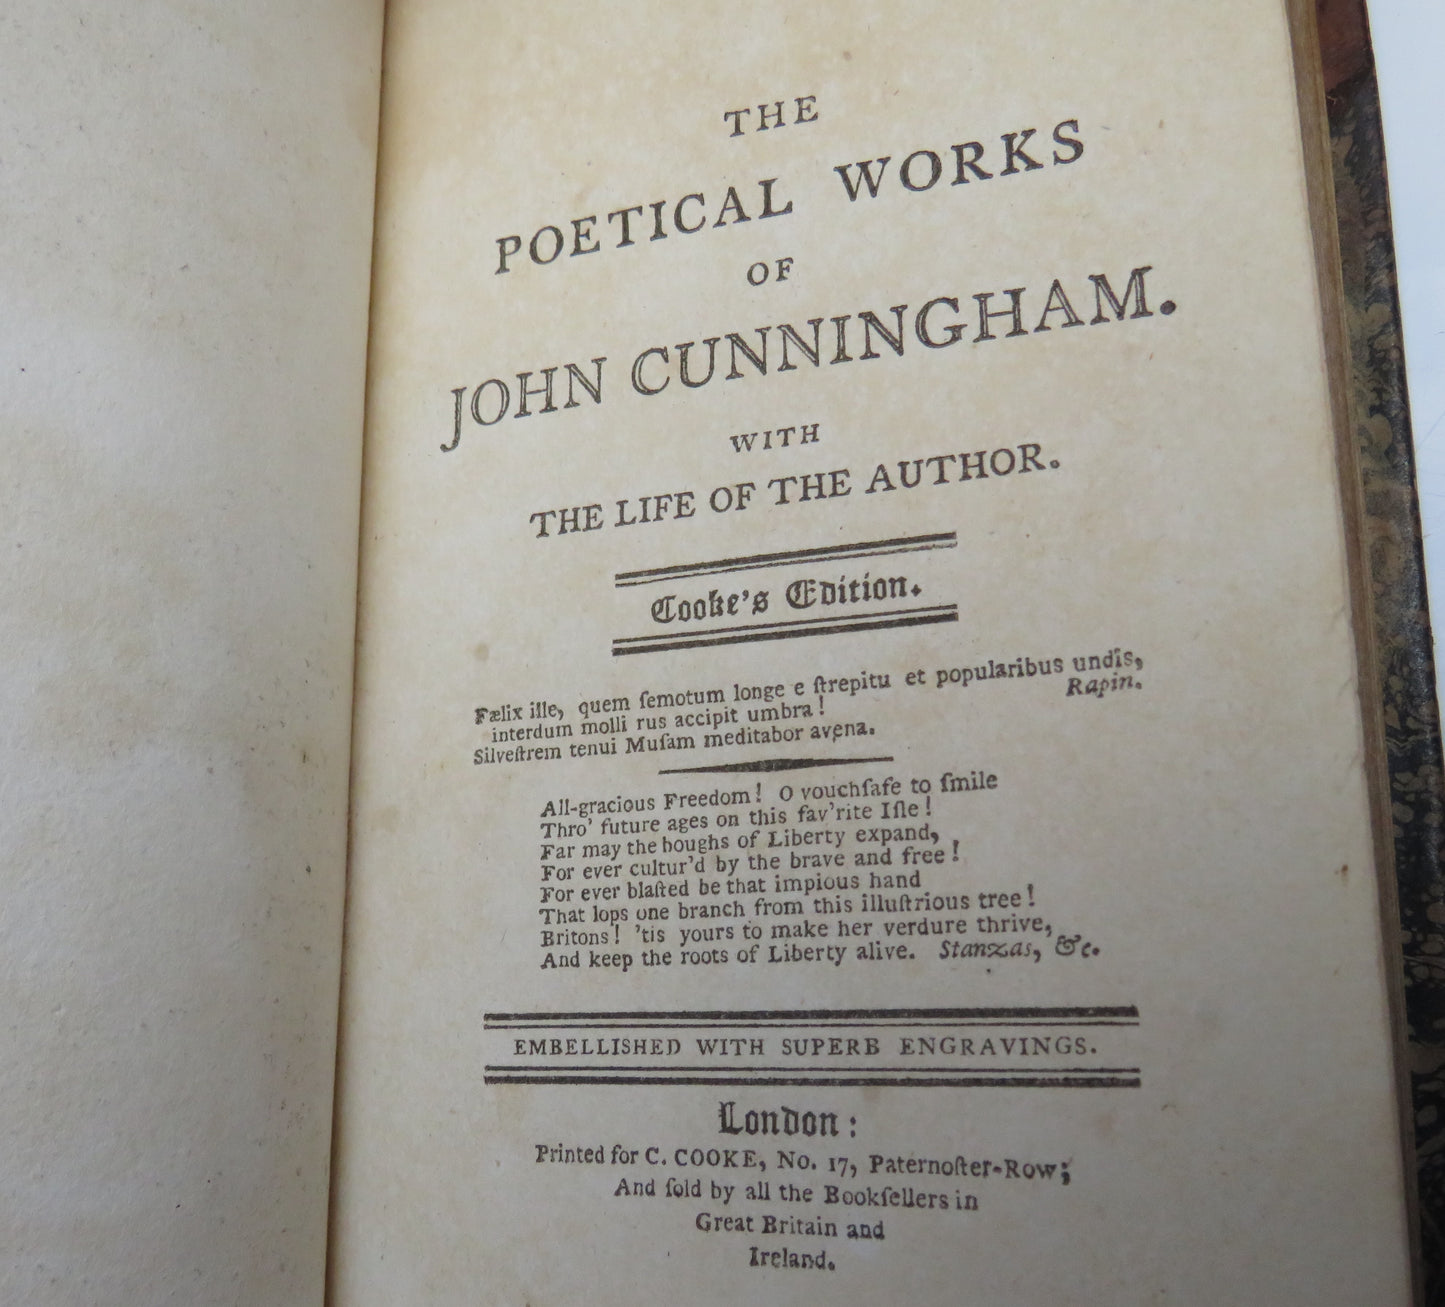 THE
POETICAL WORKS
OF
JOHN CUNNINGHAM.
WITH
THE LIFE OF THE AUTHOR.
Cooke's Edition.
Fælix ille, quem ſemotum longe e ſtrepitu et popularibus undis,
interdum molli rus accipit umbra! Rapin.
Silveſtrem tenui Muſam meditabor avena.
All-gracious Freedom! O vouchſafe to ſmile
Thro' future ages on this fav'rite Iſle!
Far may the boughs of Liberty expand,
For ever cultur'd by the brave and free!
For ever blaſted be that impious hand
That lops one branch from this illuſtrious tree!
Britons! 'tis yours to make her verdure thrive,
And keep the roots of Liberty alive. Stanzas, &c.
EMBELLISHED WITH SUPERB ENGRAVINGS.
London:
Printed for C. COOKE, No. 17, Paternoſter-Row;
And ſold by all the Bookſellers in
Great Britain and
Ireland.